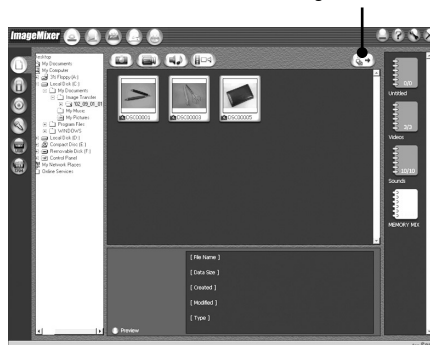 ImageMixer
Desktop
My Documents
My Computer
3½ Floppy (A:)
Local Disk (C:)
My Documents
Image Transfer
02_09_01_01
My Music
My Pictures
Program Files
WINDOWS
Local Disk (D:)
Compact Disc (E:)
Removable Disk (F:)
Control Panel
My Network Places
Online Services
DSC00001
DSC00003
DSC00005
0/0
Untitled
3/3
Videos
10/10
Sounds
MEMORY MIX
[ File Name ]
[ Data Size ]
[ Created ]
[ Modified ]
[ Type ]
Preview